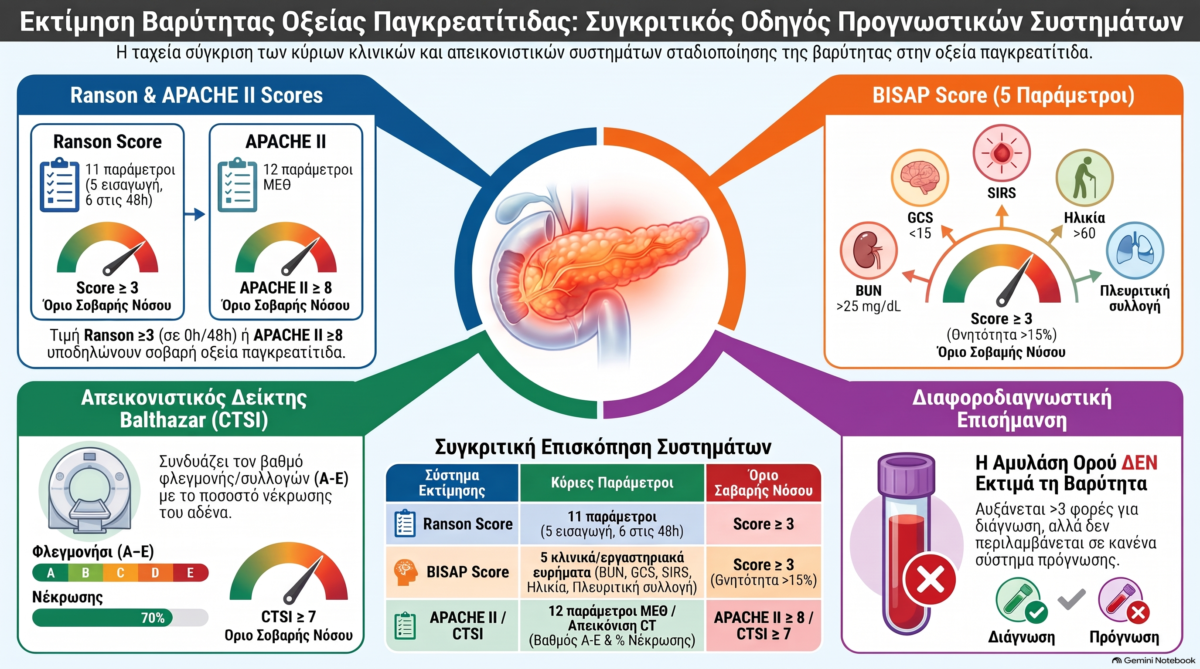 Εκτίμηση Βαρύτητας Οξείας Παγκρεατίτιδας: Συγκριτικός Οδηγός Προγνωστικών Συστημάτων
Η ταχεία σύγκριση των κύριων κλινικών και απεικονιστικών συστημάτων σταδιοποίησης της βαρύτητας στην οξεία παγκρεατίτιδα.
Ranson & APACHE II Scores
Ranson Score
11 παράμετροι
(5 εισαγωγή,
6 στις 48h)
Score ≥ 3
Όριο Σοβαρής Νόσου
APACHE II
12 παράμετροι
ΜΕΘ
APACHE II ≥ 8
Όριο Σοβαρής Νόσου
Τιμή Ranson ≥3 (σε 0h/48h) ή APACHE II ≥8
υποδηλώνουν σοβαρή οξεία παγκρεατίτιδα.
BISAP Score (5 Παράμετροι)
BUN
>25 mg/dL
GCS
<15
SIRS
Ηλικία
>60
Πλευριτική
συλλογή
Score ≥ 3
(Θνητότητα >15%)
Όριο Σοβαμής Νύσου
Απεικονιστικός Δείκτης
Balthazar (CTSI)
Συνδυάζει τον βαθμό
φλεγμονής/συλλογών (A-E)
με το ποσοστό νέκρωσης
του αδένα.
Φλεγμονήσι (A–E)
A B C D E
Νέκρωσης
70%
CTSI ≥ 7
Οριο Σοβαρής Νόσου
Συγκριτική Επισκόπηση Συστημάτων
Σύστημα
Εκτίμησης
Κύριες Παράμετροι
Όριο
Σαβαρής Νόσου
Ranson Score
11 παράμετροι
(5 εισαγωγή, 6 στις 48h)
Score ≥ 3
BISAP Score
5 κλινικά/εργαστηριακά
ευρήματα (BUN, GCS, SIRS,
Ηλικία, Πλευριτική συλλογή)
Score ≥ 3
(Gνητότητα >15%)
APACHE II /
CTSI
12 παράμετροι ΜΕΘ /
Απεικόνιση CT
(Βαθμός A-E & % Νέκρωσης)
APACHE II ≥ 8 /
CTSI ≥ 7
Διαφοροδιαγνωστική
Επισήμανση
Η Αμυλάση Ορού ΔΕΝ
Εκτιμά τη Βαρύτητα
Αυξάνεται >3 φορές για
διάγνωση, αλλά δεν
περιλαμβάνεται σε κανένα
σύστημα πρόγνωσης.
Διάγνωση
Πρόγνωση
Gemini Notebook